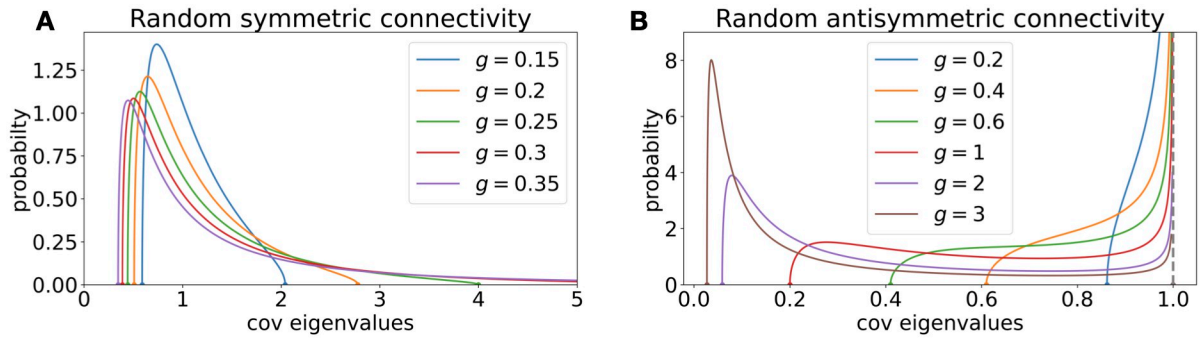 A
Random symmetric connectivity
probability
1.25
1.00
0.75
0.50
0.25
0.00
0
1
2
3
4
5
cov eigenvalues
g = 0.15
g = 0.2
g = 0.25
g = 0.3
g = 0.35
B
Random antisymmetric connectivity
probabilty
8
6
4
2
0
0.0
0.2
0.4
0.6
0.8
1.0
cov eigenvalues
g = 0.2
g = 0.4
g = 0.6
g = 1
g = 2
g = 3